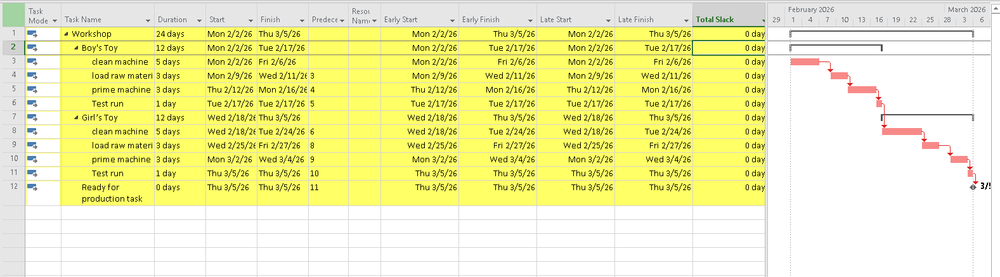 Task Mode Task Name Duration Start Finish Predece Resou Name Early Start Early Finish Late Start Late Finish Total Slack
February 2026 March 2026
29 1 4 7 10 13 16 19 22 25 28 3 6
1 Workshop 24 days Mon 2/2/26 Thu 3/5/26 Mon 2/2/26 Thu 3/5/26 Mon 2/2/26 Thu 3/5/26 0 day
2 Boy's Toy 12 days Mon 2/2/26 Tue 2/17/26 Mon 2/2/26 Tue 2/17/26 Mon 2/2/26 Tue 2/17/26 0 day
3 clean machine 5 days Mon 2/2/26 Fri 2/6/26 Mon 2/2/26 Fri 2/6/26 Mon 2/2/26 Fri 2/6/26 0 day
4 load raw materi 3 days Mon 2/9/26 Wed 2/11/26 3 Mon 2/9/26 Wed 2/11/26 Mon 2/9/26 Wed 2/11/26 0 day
5 prime machine 3 days Thu 2/12/26 Mon 2/16/26 4 Thu 2/12/26 Mon 2/16/26 Thu 2/12/26 Mon 2/16/26 0 day
6 Test run 1 day Tue 2/17/26 Tue 2/17/26 5 Tue 2/17/26 Tue 2/17/26 Tue 2/17/26 Tue 2/17/26 0 day
7 Girl's Toy 12 days Wed 2/18/26 Thu 3/5/26 Wed 2/18/26 Thu 3/5/26 Wed 2/18/26 Thu 3/5/26 0 day
8 clean machine 5 days Wed 2/18/26 Tue 2/24/26 6 Wed 2/18/26 Tue 2/24/26 Wed 2/18/26 Tue 2/24/26 0 day
9 load raw materi 3 days Wed 2/25/26 Fri 2/27/26 8 Wed 2/25/26 Fri 2/27/26 Wed 2/25/26 Fri 2/27/26 0 day
10 prime machine 3 days Mon 3/2/26 Wed 3/4/26 9 Mon 3/2/26 Wed 3/4/26 Mon 3/2/26 Wed 3/4/26 0 day
11 Test run 1 day Thu 3/5/26 Thu 3/5/26 10 Thu 3/5/26 Thu 3/5/26 Thu 3/5/26 Thu 3/5/26 0 day
12 Ready for production task 0 days Thu 3/5/26 Thu 3/5/26 11 Thu 3/5/26 Thu 3/5/26 Thu 3/5/26 Thu 3/5/26 0 day